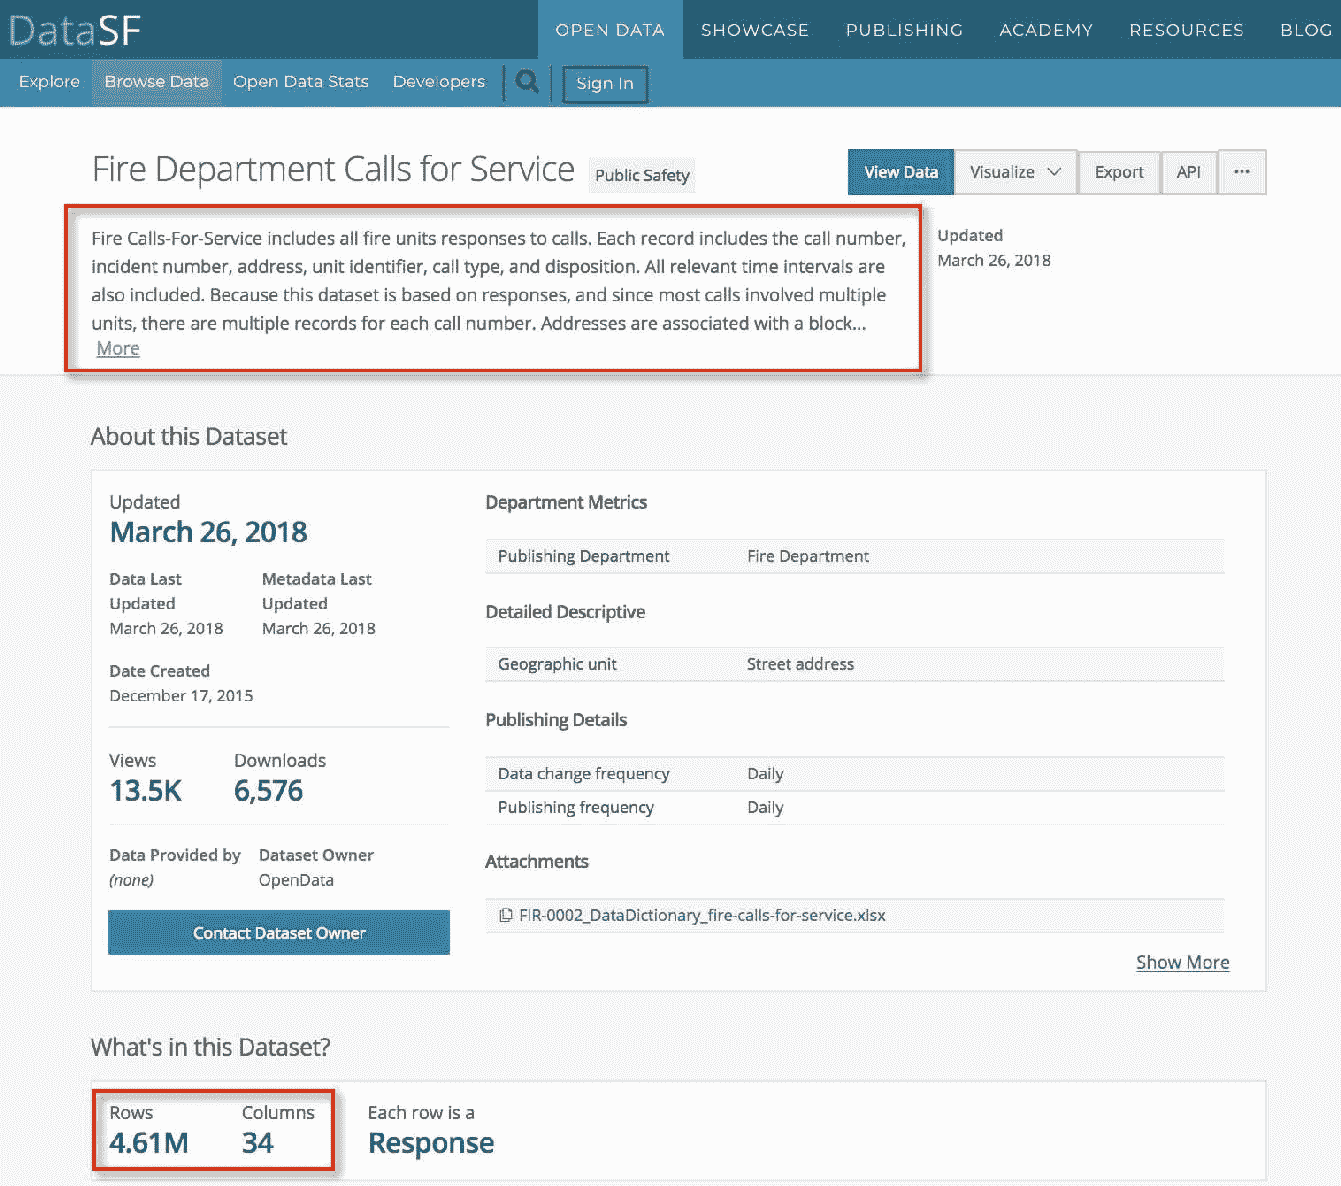 DataSF
OPEN DATA SHOWCASE PUBLISHING ACADEMY RESOURCES BLOG
Explore Browse Data Open Data Stats Developers Sign In
Fire Department Calls for Service Public Safety
View Data Visualize Export API ...
Fire Calls-For-Service includes all fire units responses to calls. Each record includes the call number,
incident number, address, unit identifier, call type, and disposition. All relevant time intervals are
also included. Because this dataset is based on responses, and since most calls involved multiple
units, there are multiple records for each call number. Addresses are associated with a block...
More
Updated
March 26, 2018
About this Dataset
Updated
March 26, 2018
Data Last Metadata Last
Updated Updated
March 26, 2018 March 26, 2018
Date Created
December 17, 2015
Views Downloads
13.5K 6,576
Data Provided by Dataset Owner
(none) OpenData
Contact Dataset Owner
Department Metrics
Publishing Department Fire Department
Detailed Descriptive
Geographic unit Street address
Publishing Details
Data change frequency Daily
Publishing frequency Daily
Attachments
FIR-0002_DataDictionary_fire-calls-for-service.xlsx
Show More
What's in this Dataset?
Rows Columns Each row is a
4.61M 34 Response